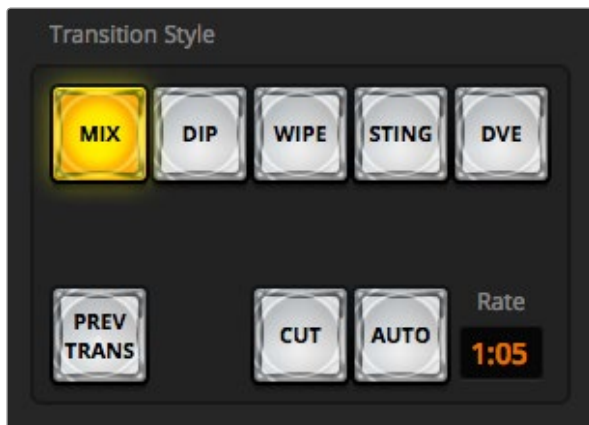 Transition Style
MIX DIP WIPE STING DVE
PREV
TRANS
CUT AUTO
Rate
1:05